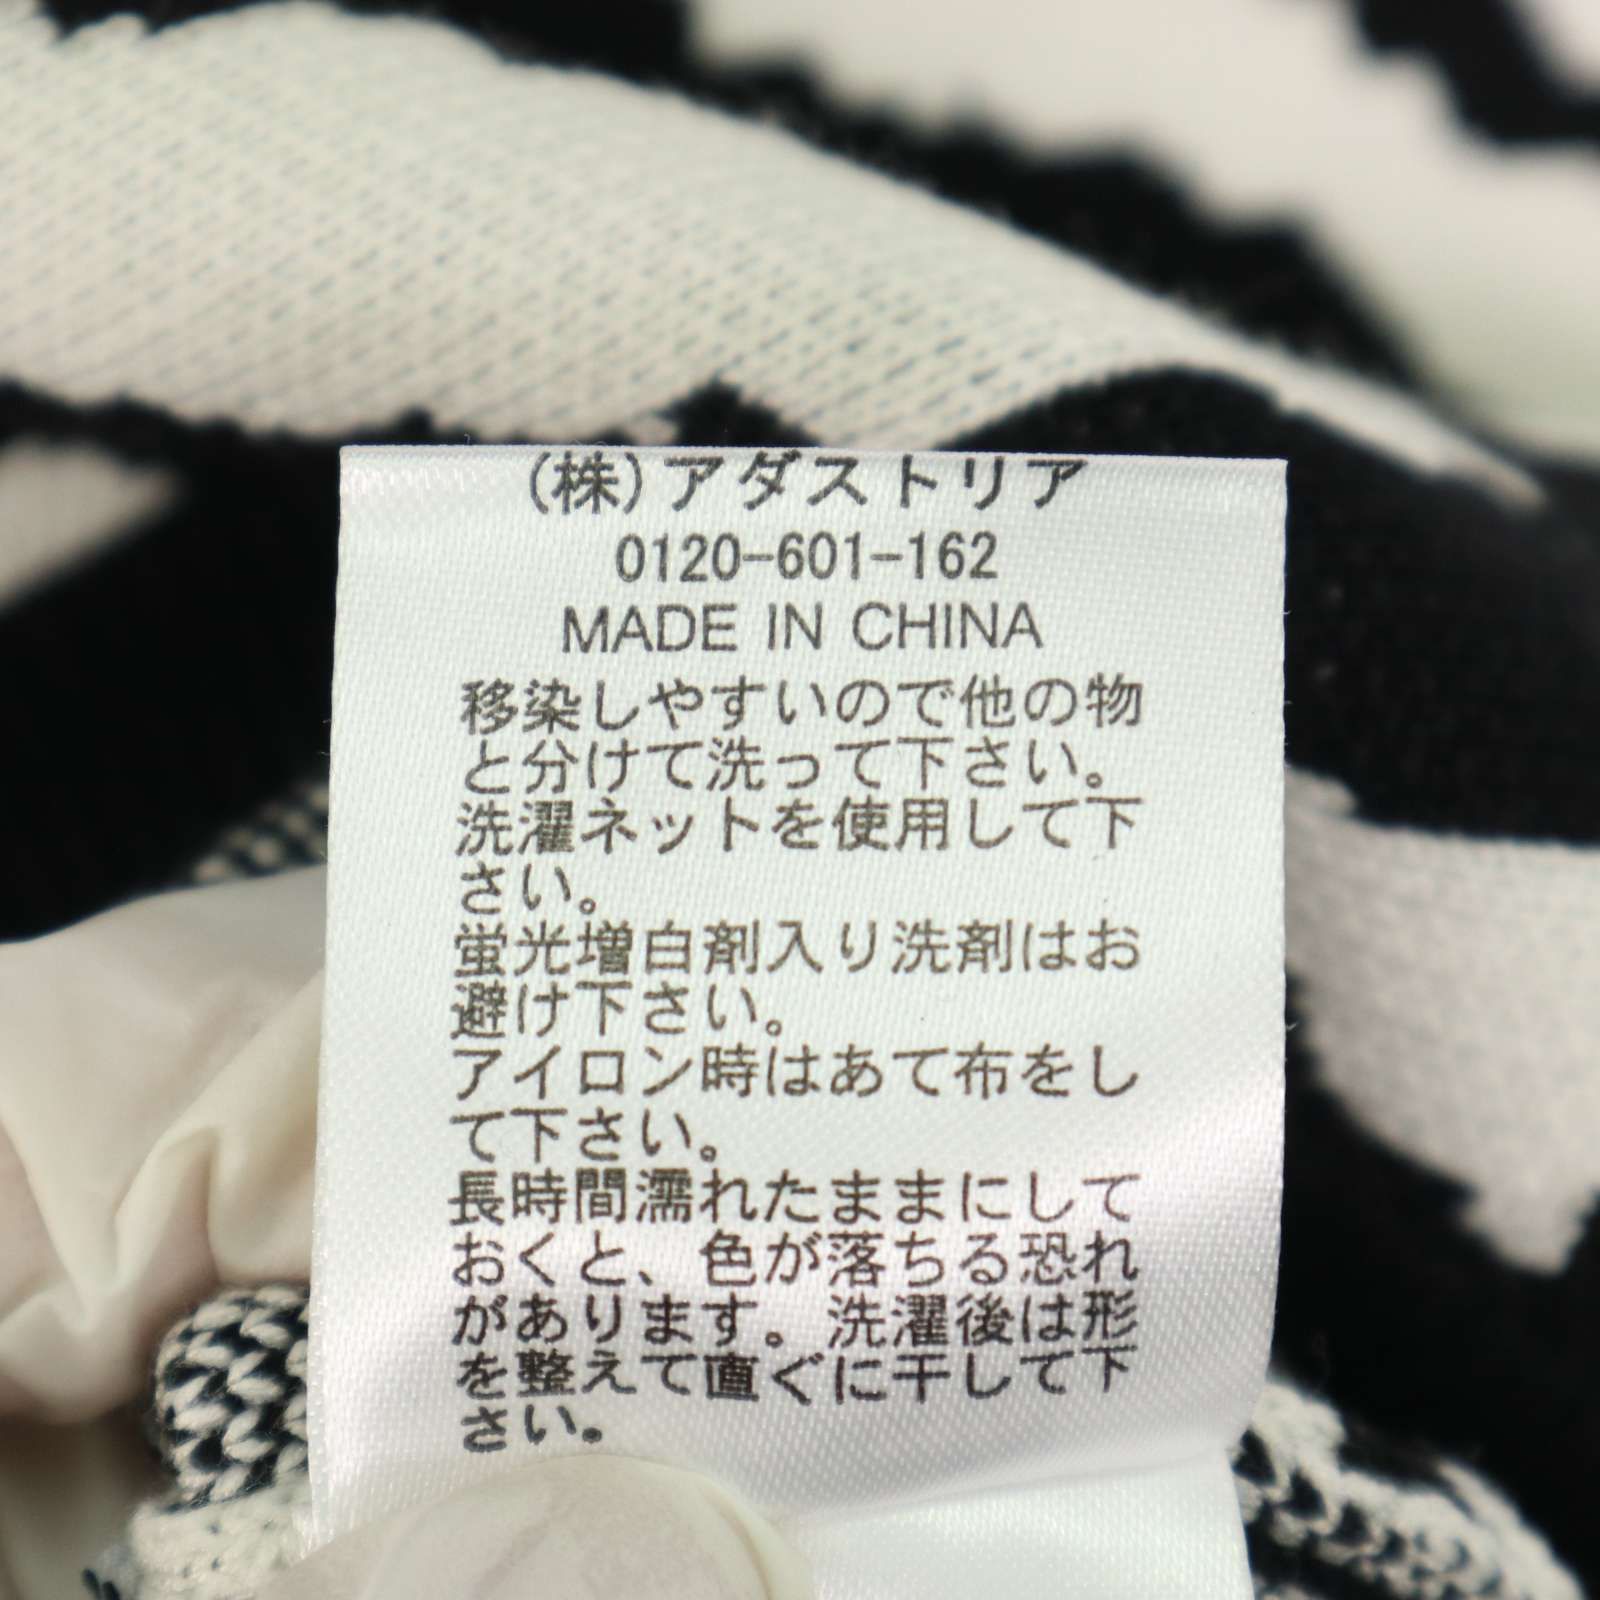 (株)アダストリア
0120-601-162
MADE IN CHINA
移染しやすいので他の物
と分けて洗って下さい。
洗濯ネットを使用して下
さい。
蛍光増白剤入り洗剤はお
避け下さい。
アイロン時はあて布をし
て下さい。
長時間濡れたままにして
おくと、色が落ちる恐れ
があります。洗濯後は形
を整えて直ぐに干して下
さい。